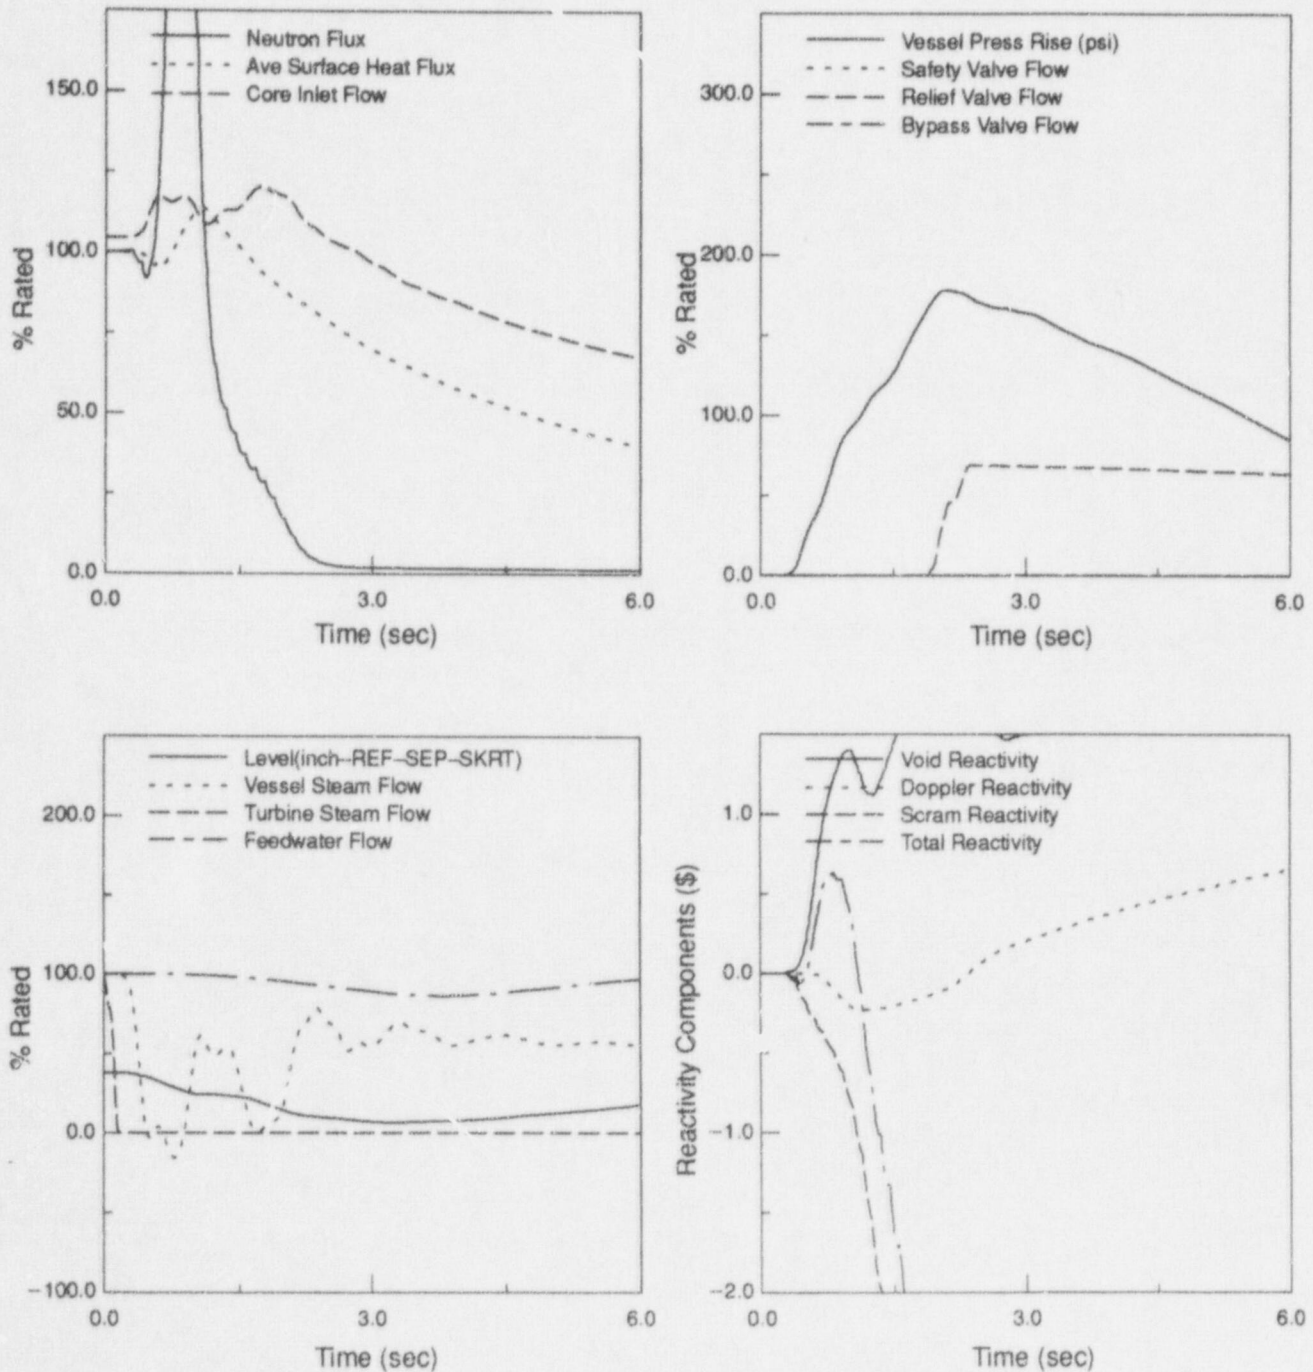 Neutron Flux
Ave Surface Heat Flux
Core Inlet Flow
150.0
100.0
50.0
0.0
% Rated
0.0 3.0 6.0
Time (sec)
Vessel Press Rise (psi)
Safety Valve Flow
Relief Valve Flow
Bypass Valve Flow
300.0
200.0
100.0
0.0
% Rated
0.0 3.0 6.0
Time (sec)
Level(inch--REF-SEP-SKRT)
Vessel Steam Flow
Turbine Steam Flow
Feedwater Flow
200.0
100.0
0.0
-100.0
% Rated
0.0 3.0 6.0
Time (sec)
Void Reactivity
Doppler Reactivity
Scram Reactivity
Total Reactivity
1.0
0.0
-1.0
-2.0
Reactivity Components ($)
0.0 3.0 6.0
Time (sec)